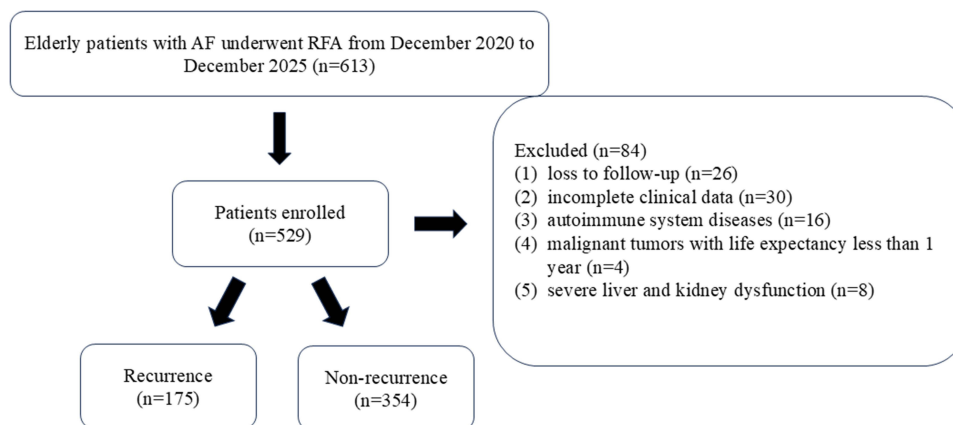 Elderly patients with AF underwent RFA from December 2020 to
December 2025 (n=613)
Excluded (n=84)
(1) loss to follow-up (n=26)
(2) incomplete clinical data (n=30)
(3) autoimmune system diseases (n=16)
(4) malignant tumors with life expectancy less than 1
year (n=4)
(5) severe liver and kidney dysfunction (n=8)
Patients enrolled
(n=529)
Recurrence
(n=175)
Non-recurrence
(n=354)